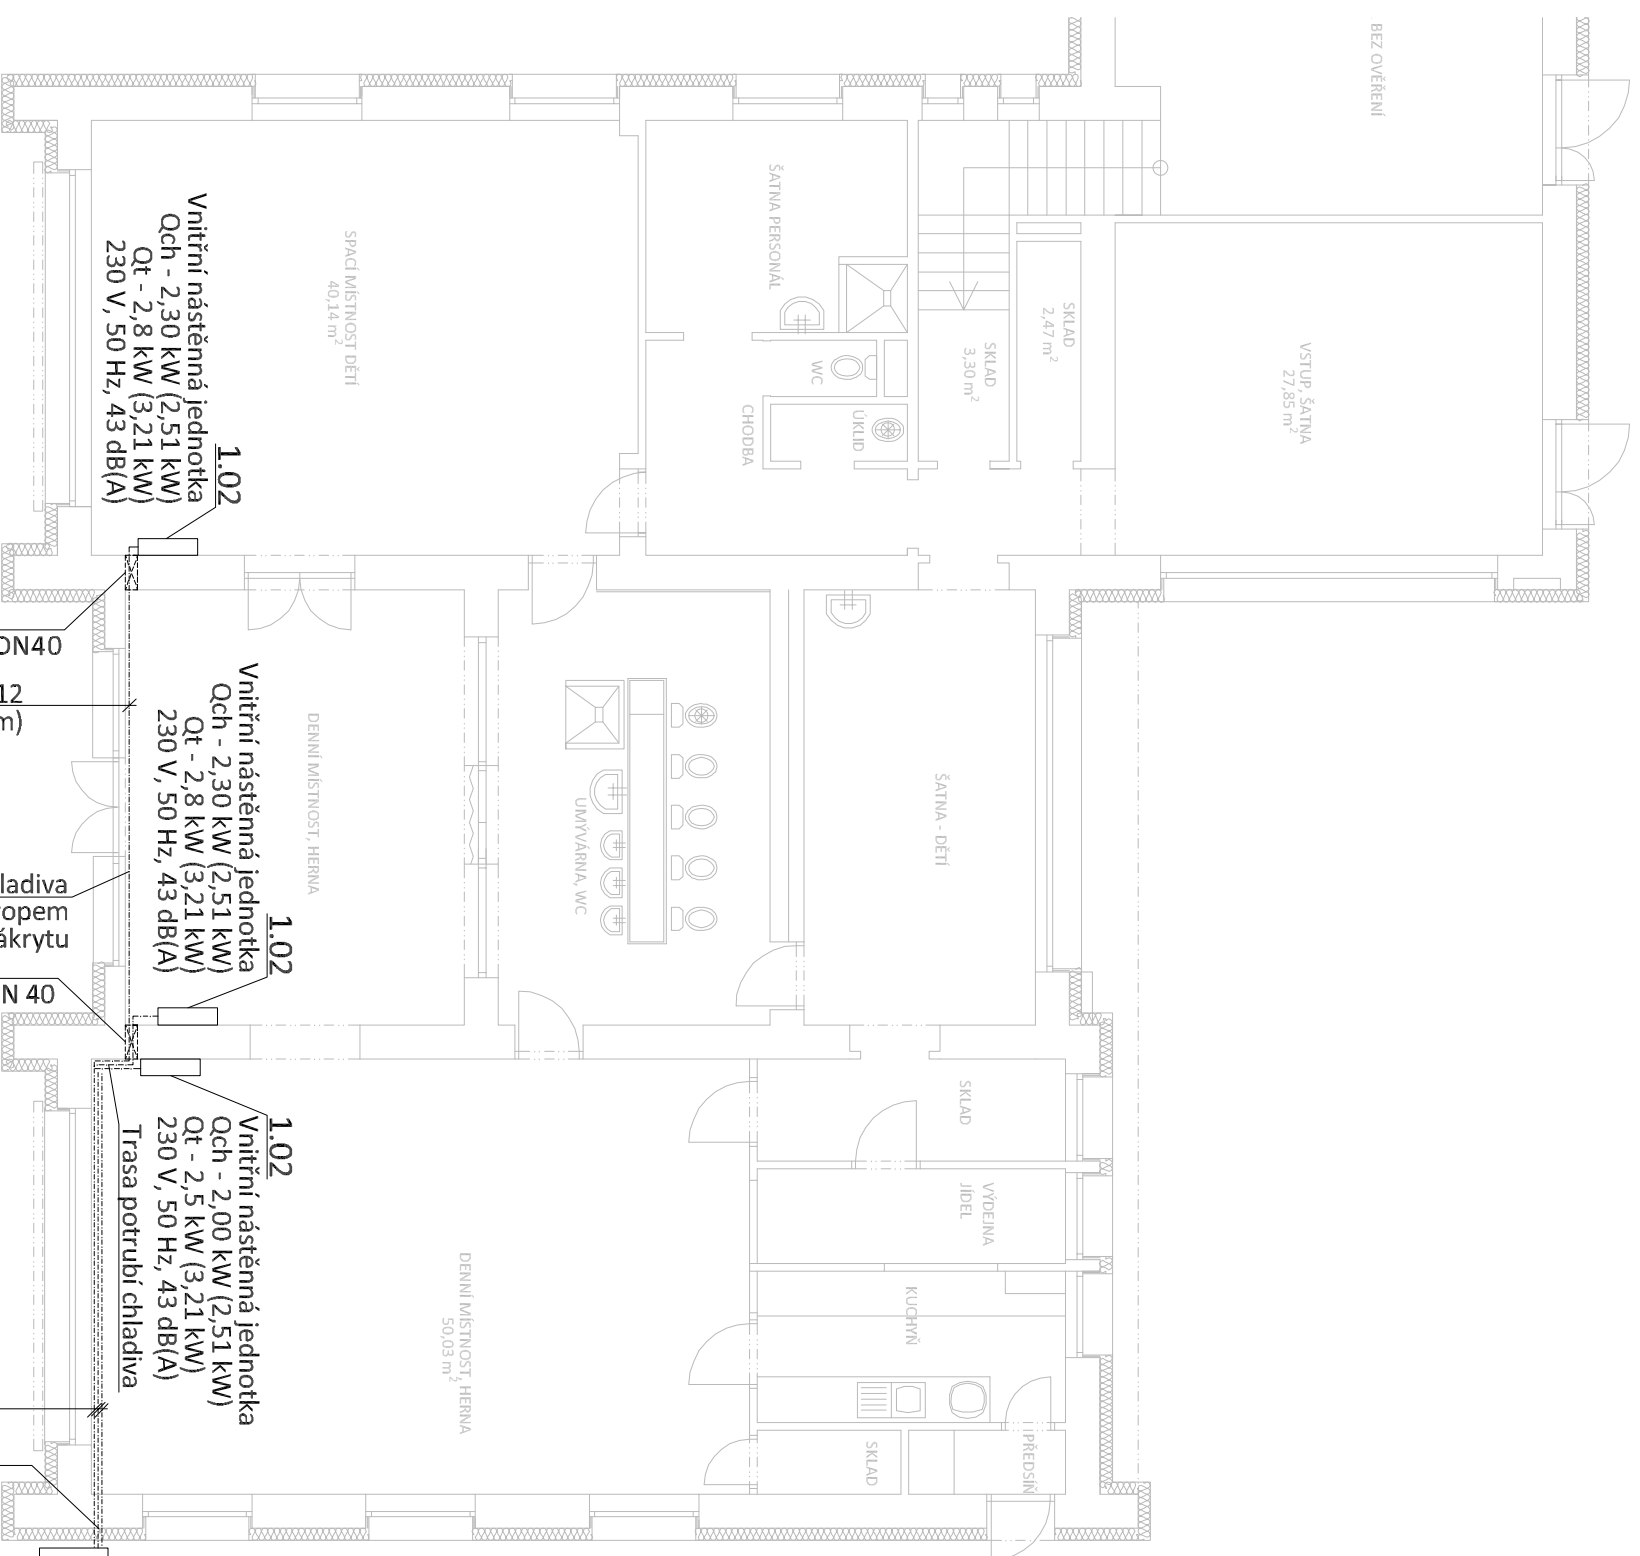 BEZ OVĚŘENÍ
VSTUP, ŠATNA
27,85 m²
SKLAD
2,47 m²
SKLAD
3,30 m²
ŠATNA PERSONÁL
WC
ÚKLID
CHODBA
SPACÍ MÍSTNOST DĚTÍ
40,14 m²
1.02
Vnitřní nástěnná jednotka
Qch - 2,30 kW (2,51 kW)
Qt - 2,8 kW (3,21 kW)
230 V, 50 Hz, 43 dB(A)
DN40
12
m)
ŠATNA - DĚTÍ
UMÝVÁRNA, WC
DENNÍ MÍSTNOST, HERNA
1.02
Vnitřní nástěnná jednotka
Qch - 2,30 kW (2,51 kW)
Qt - 2,8 kW (3,21 kW)
230 V, 50 Hz, 43 dB(A)
ladiva
ropem
ákrytu
N 40
SKLAD
VÝDEJNA
JÍDEL
KUCHYŇ
PŘEDSÍŇ
SKLAD
DENNÍ MÍSTNOST, HERNA
50,03 m²
1.02
Vnitřní nástěnná jednotka
Qch - 2,00 kW (2,51 kW)
Qt - 2,5 kW (3,21 kW)
230 V, 50 Hz, 43 dB(A)
Trasa potrubí chladiva